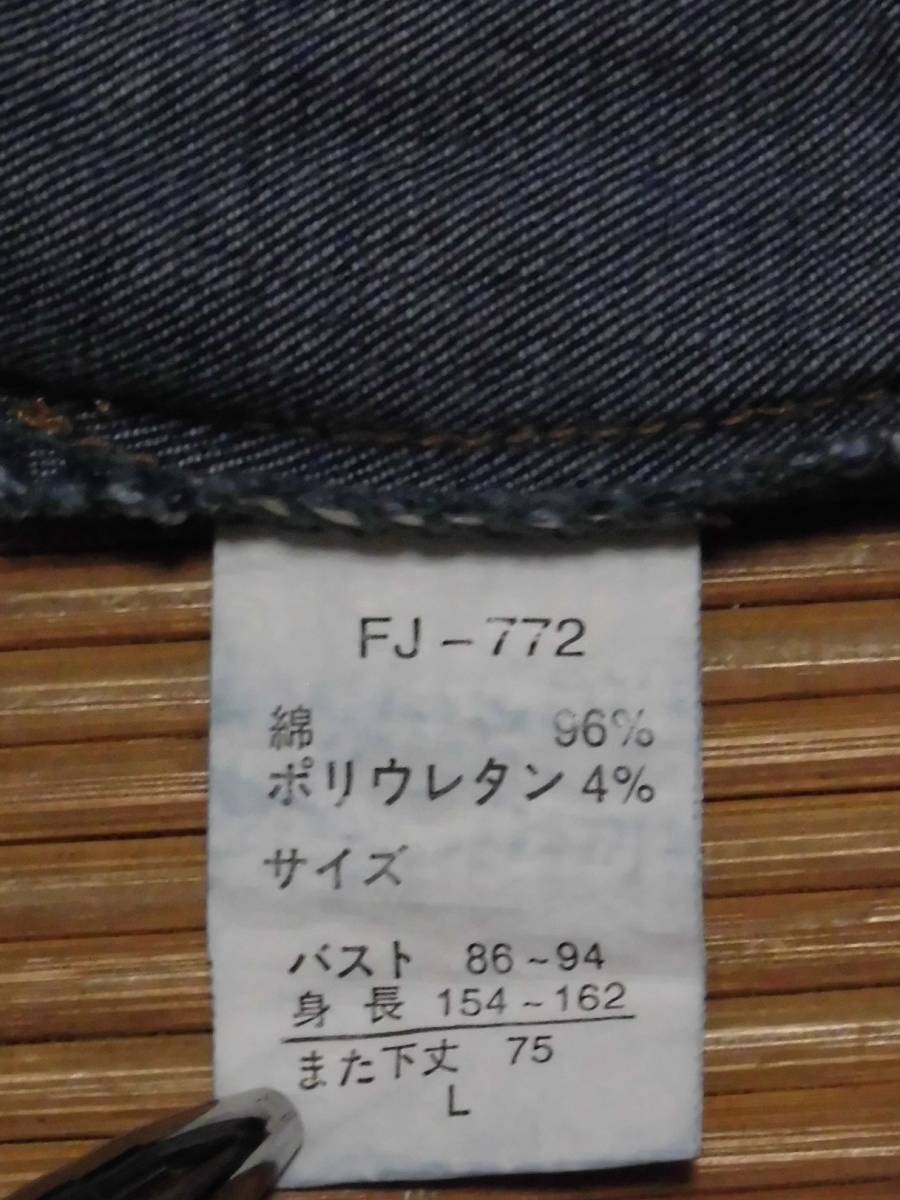 FJ-772
綿 96%
ポリウレタン 4%
サイズ
バスト 86~94
身長 154~162
また下丈 75
L